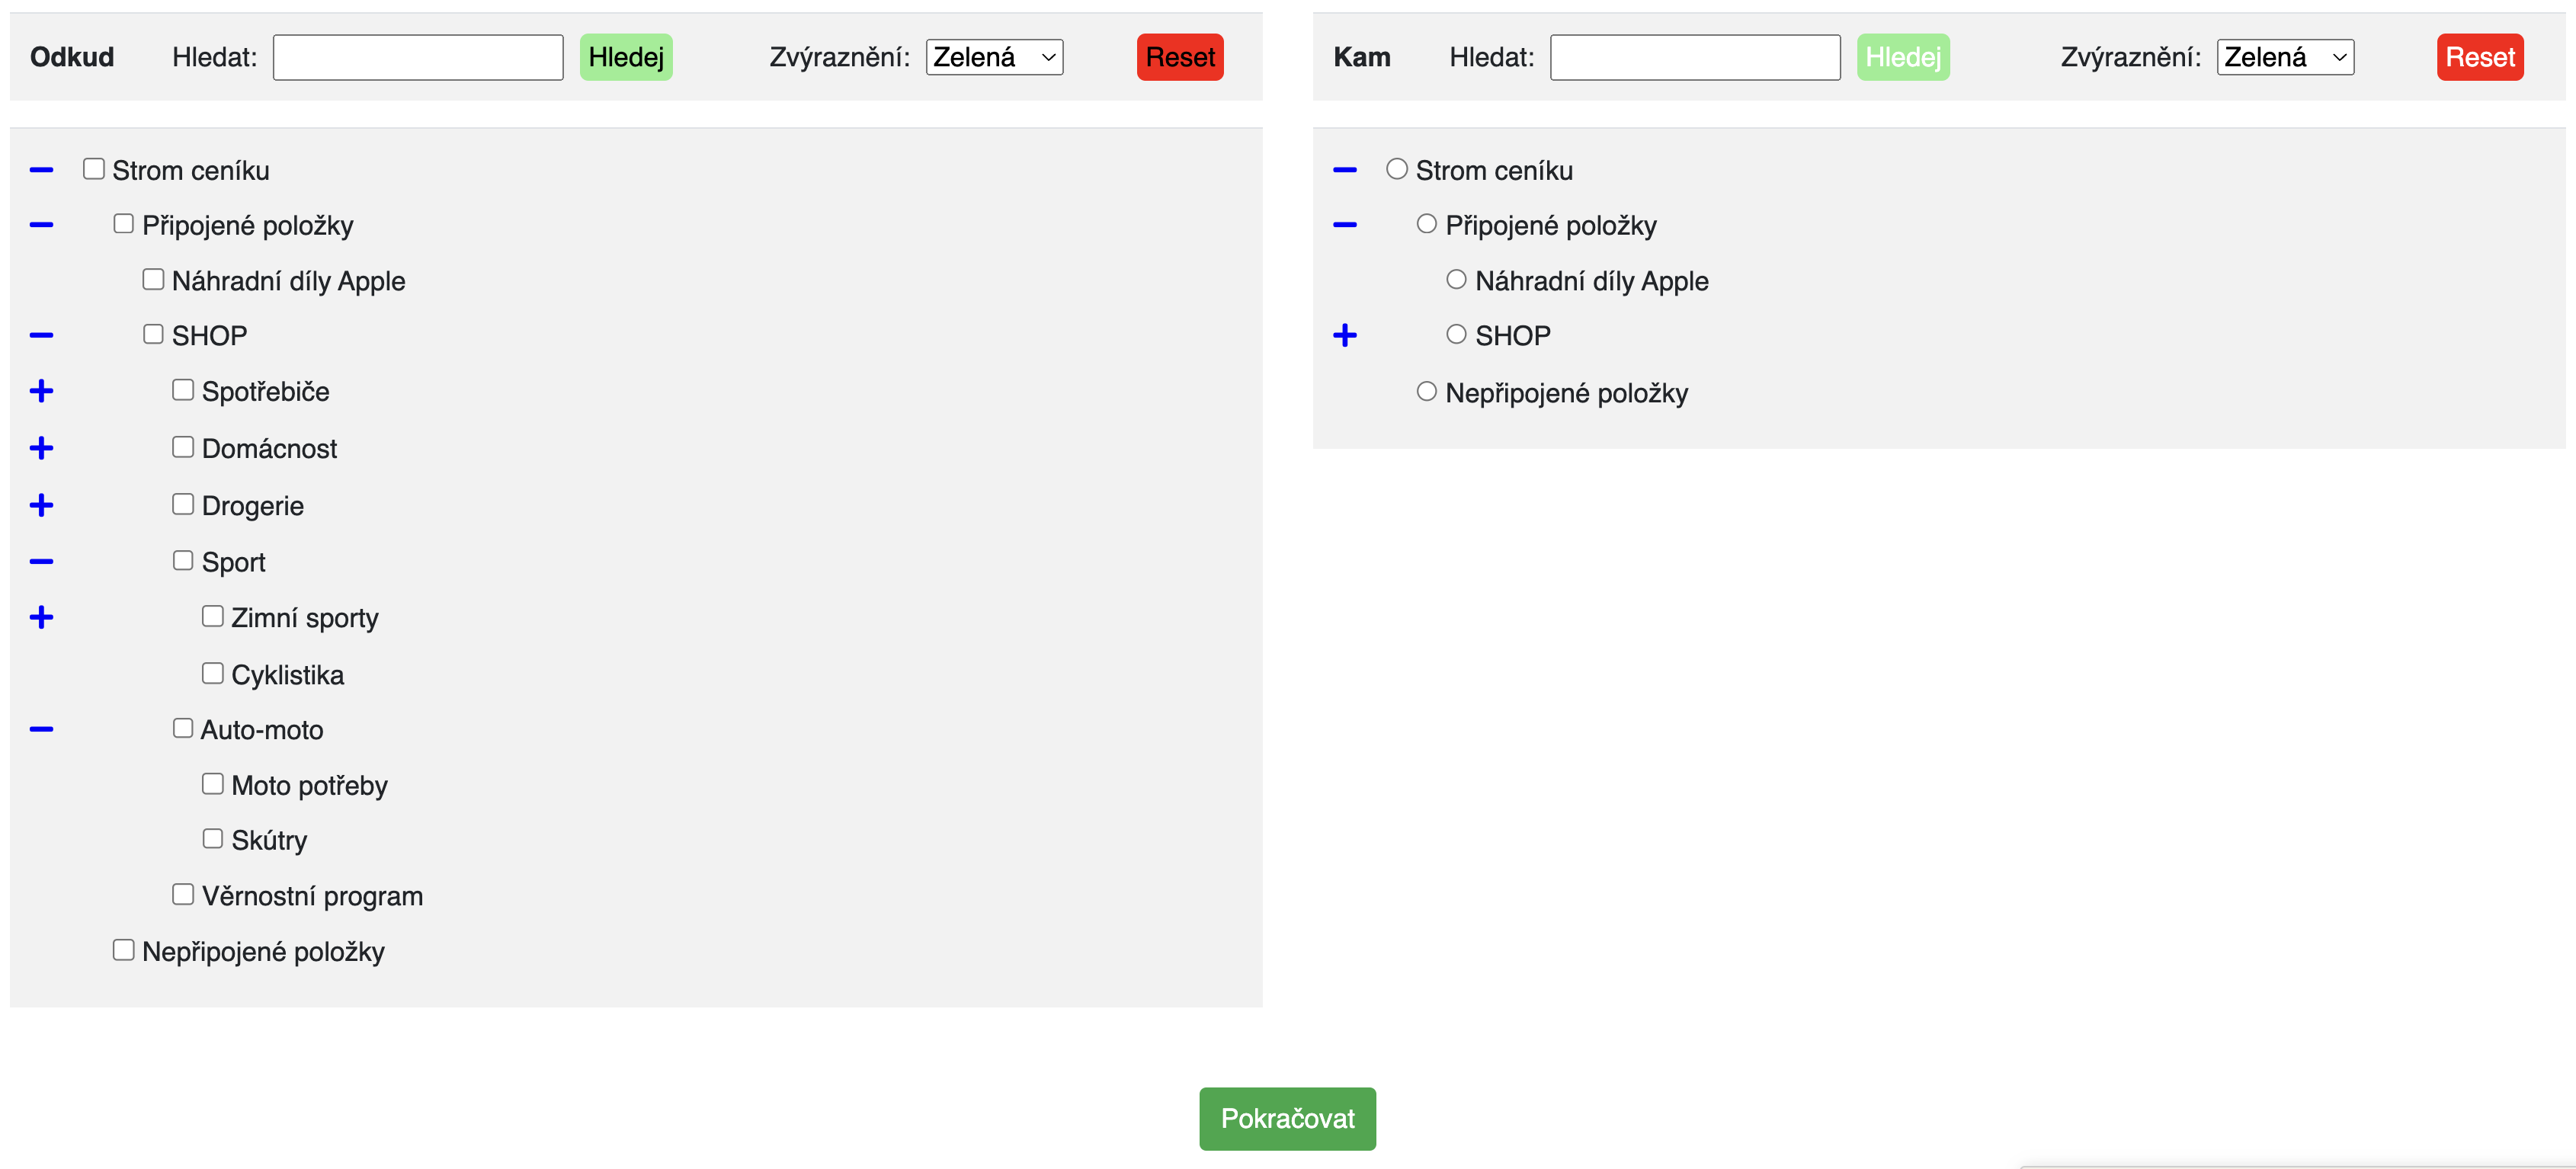 Odkud Hledat: Hledej Zvýraznění: Zelená Reset
Strom ceníku
Připojené položky
Náhradní díly Apple
SHOP
Spotřebiče
Domácnost
Drogerie
Sport
Zimní sporty
Cyklistika
Auto-moto
Moto potřeby
Skútry
Věrnostní program
Nepřipojené položky
Kam Hledat: Hledej Zvýraznění: Zelená Reset
Strom ceníku
Připojené položky
Náhradní díly Apple
SHOP
Nepřipojené položky
Pokračovat